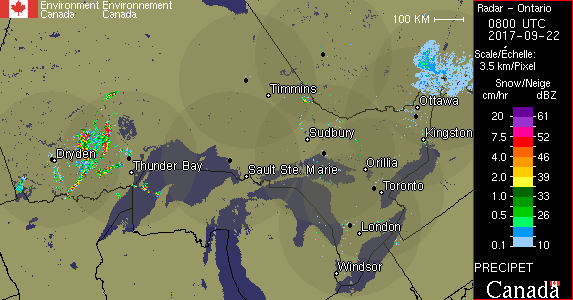 Environment Environnement
Canada Canada
100 KM
Timmins
Ottawa
Sudbury
Kingston
Dryden
Thunder Bay
Sault Ste. Marie
Orillia
Toronto
London
Windsor
Radar - Ontario
0800 UTC
2017-09-22
Scale/Échelle:
3.5 km/Pixel
Snow/Neige
cm/hr dBZ
20 61
7.5 52
4.0 46
2.0 39
1.0 33
0.5 26
0.1 10
PRECIPET
Canada